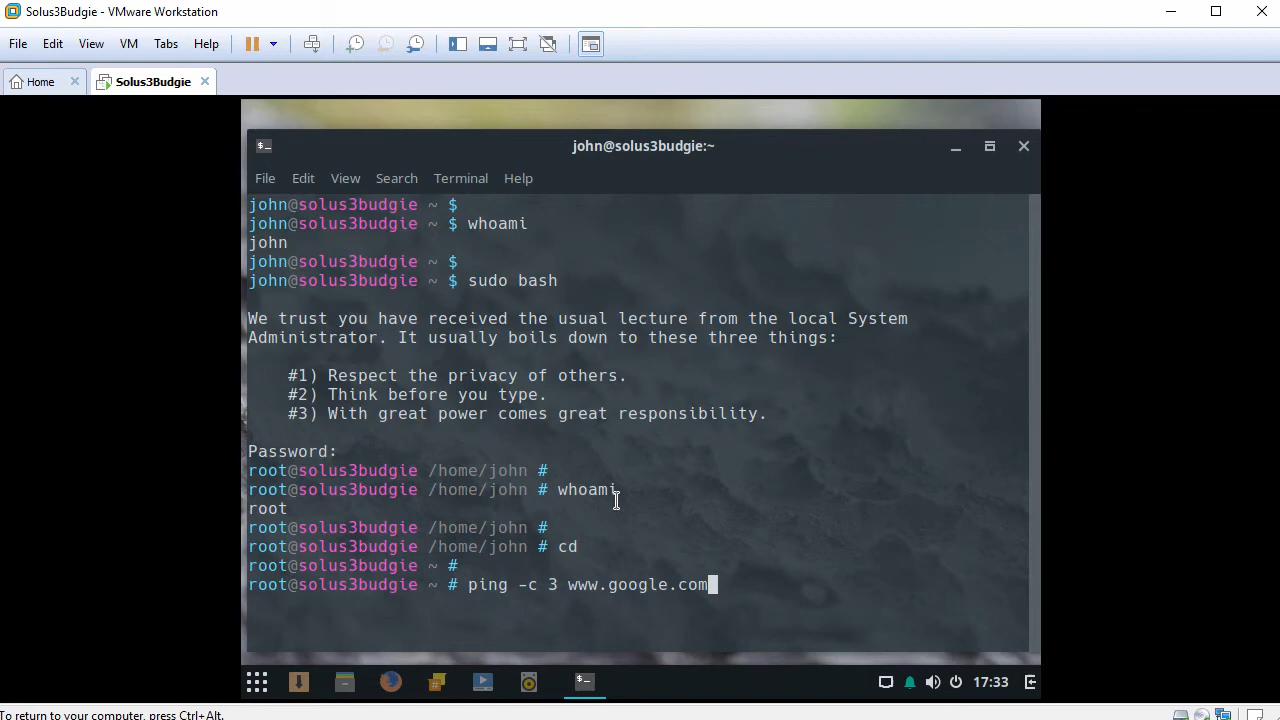 Solus3Budgie - VMware Workstation
File Edit View VM Tabs Help
Home Solus3Budgie
john@solus3budgie:~
$_
File Edit View Search Terminal Help
john@solus3budgie ~ $
john@solus3budgie ~ $ whoami
john
john@solus3budgie ~ $
john@solus3budgie ~ $ sudo bash
We trust you have received the usual lecture from the local System
Administrator. It usually boils down to these three things:
#1) Respect the privacy of others.
#2) Think before you type.
#3) With great power comes great responsibility.
Password:
root@solus3budgie /home/john #
root@solus3budgie /home/john # whoami
root
root@solus3budgie /home/john #
root@solus3budgie /home/john # cd
root@solus3budgie ~ #
root@solus3budgie ~ # ping -c 3 www.google.com
$_
17:33
To return to your computer, press Ctrl+Alt.